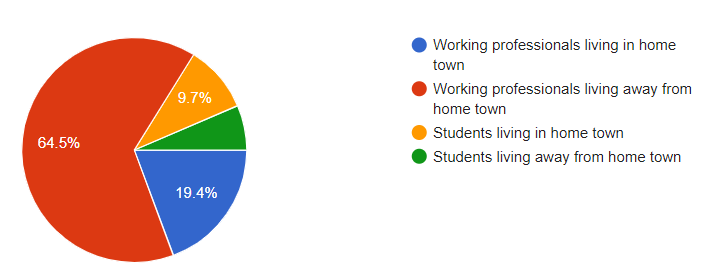 9.7%
64.5%
19.4%
Working professionals living in home
town
Working professionals living away from
home town
Students living in home town
Students living away from home town